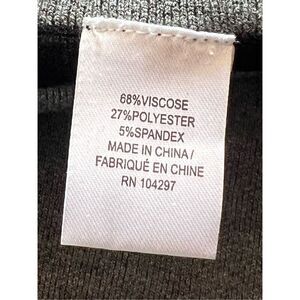 68%VISCOSE
27%POLYESTER
5%SPANDEX
MADE IN CHINA/
FABRIQUÉ EN CHINE
RN 104297